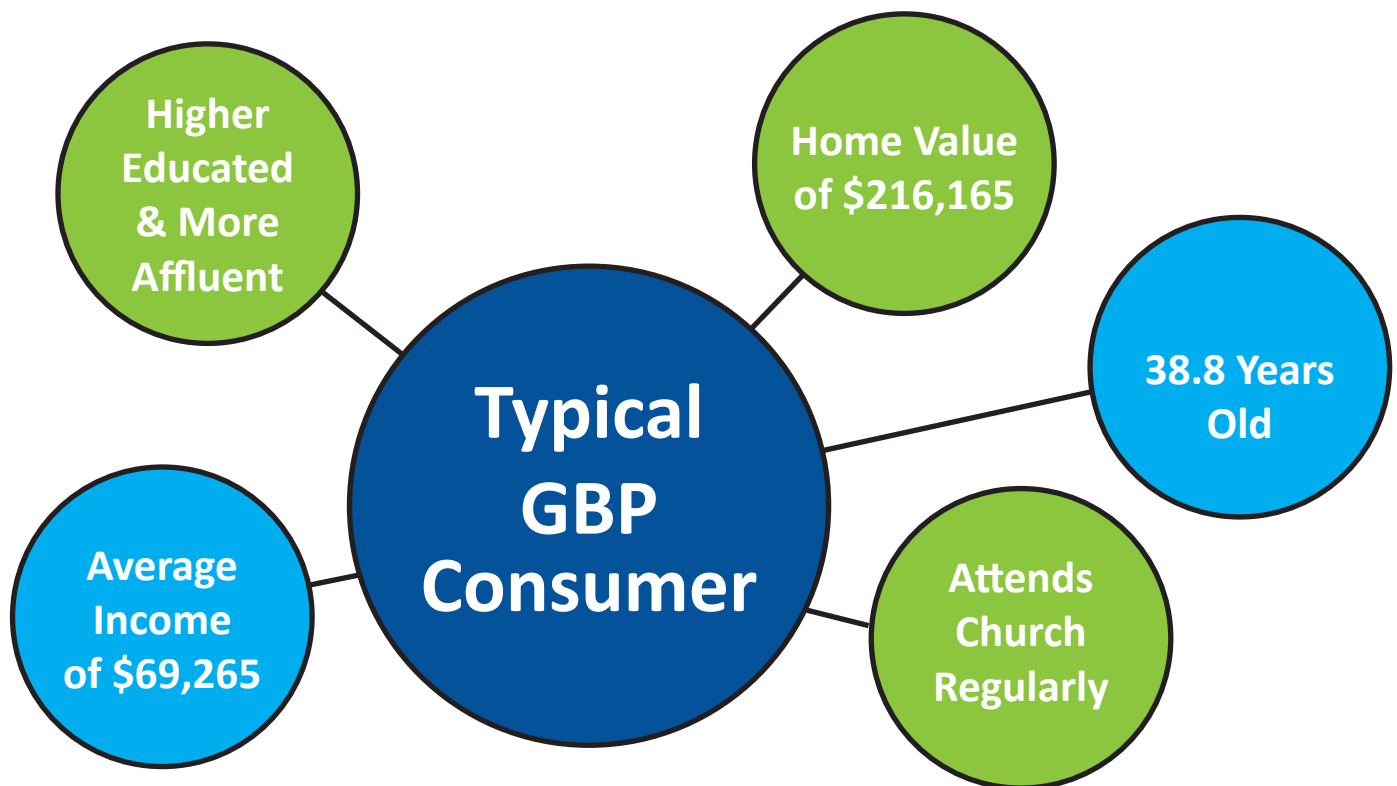 Higher
Educated
& More
Affluent
Home Value
of $216,165
38.8 Years
Old
Typical
GBP
Consumer
Average
Income
of $69,265
Attends
Church
Regularly